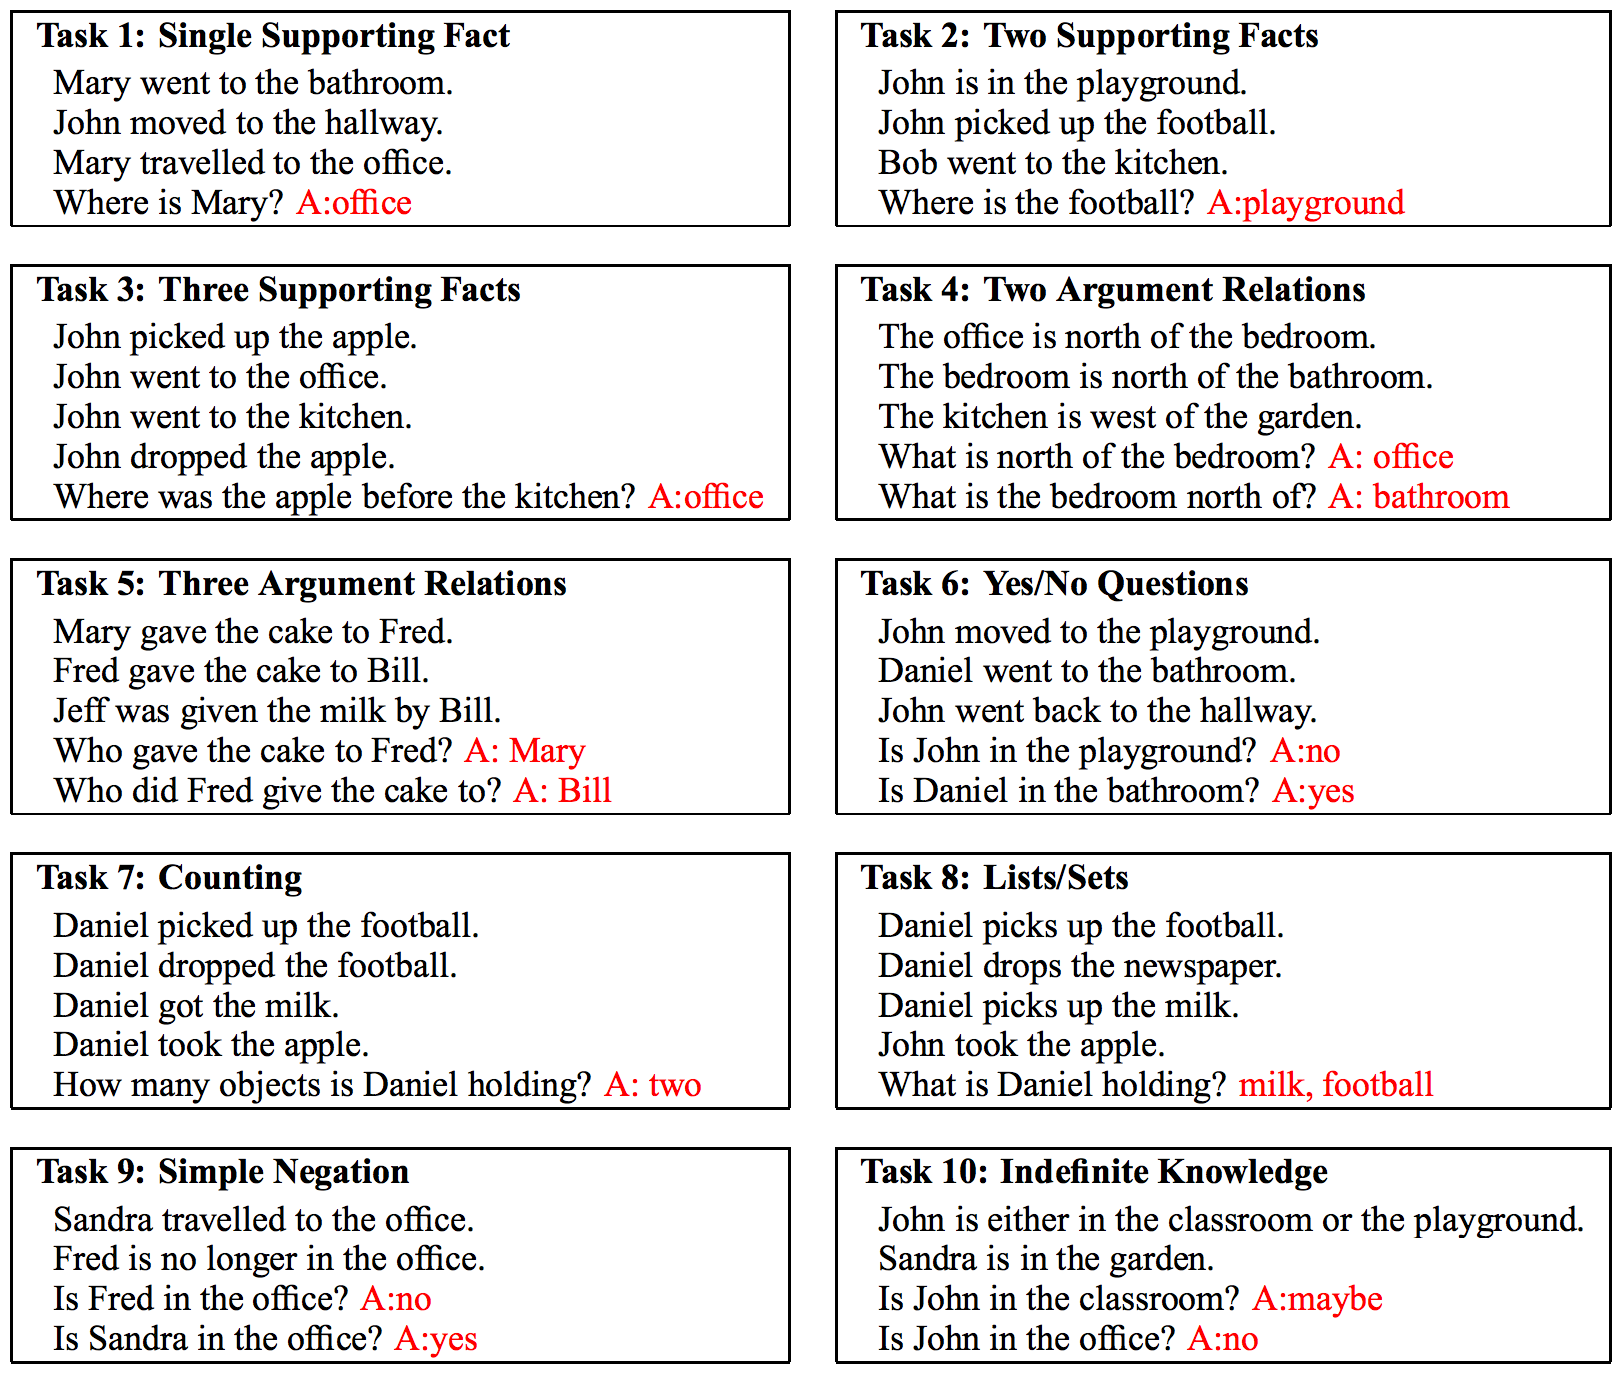 Task 1: Single Supporting Fact
Mary went to the bathroom.
John moved to the hallway.
Mary travelled to the office.
Where is Mary? A:office
Task 2: Two Supporting Facts
John is in the playground.
John picked up the football.
Bob went to the kitchen.
Where is the football? A:playground
Task 3: Three Supporting Facts
John picked up the apple.
John went to the office.
John went to the kitchen.
John dropped the apple.
Where was the apple before the kitchen? A:office
Task 4: Two Argument Relations
The office is north of the bedroom.
The bedroom is north of the bathroom.
The kitchen is west of the garden.
What is north of the bedroom? A: office
What is the bedroom north of? A: bathroom
Task 5: Three Argument Relations
Mary gave the cake to Fred.
Fred gave the cake to Bill.
Jeff was given the milk by Bill.
Who gave the cake to Fred? A: Mary
Who did Fred give the cake to? A: Bill
Task 6: Yes/No Questions
John moved to the playground.
Daniel went to the bathroom.
John went back to the hallway.
Is John in the playground? A:no
Is Daniel in the bathroom? A:yes
Task 7: Counting
Daniel picked up the football.
Daniel dropped the football.
Daniel got the milk.
Daniel took the apple.
How many objects is Daniel holding? A: two
Task 8: Lists/Sets
Daniel picks up the football.
Daniel drops the newspaper.
Daniel picks up the milk.
John took the apple.
What is Daniel holding? milk, football
Task 9: Simple Negation
Sandra travelled to the office.
Fred is no longer in the office.
Is Fred in the office? A:no
Is Sandra in the office? A:yes
Task 10: Indefinite Knowledge
John is either in the classroom or the playground.
Sandra is in the garden.
Is John in the classroom? A:maybe
Is John in the office? A:no